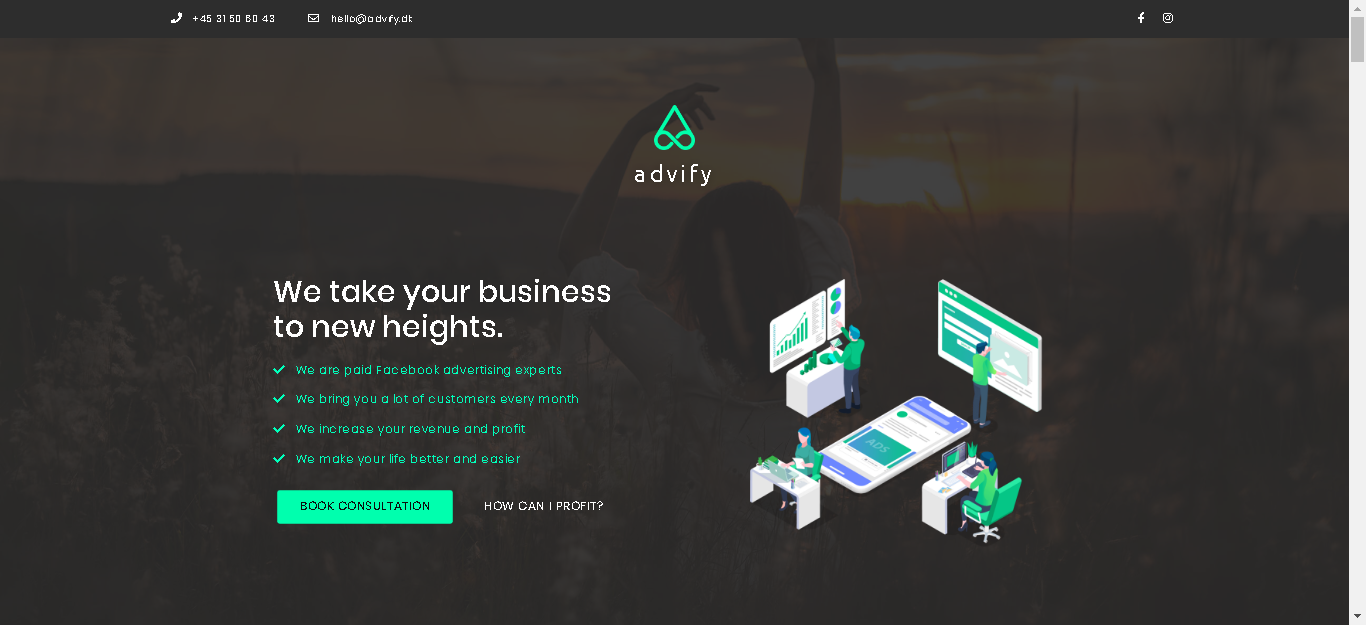 +45 31 50 60 43
hello@advify.dk
advify
We take your business
to new heights.
We are paid Facebook advertising experts
We bring you a lot of customers every month
We increase your revenue and profit
We make your life better and easier
BOOK CONSULTATION
HOW CAN I PROFIT?
ADS